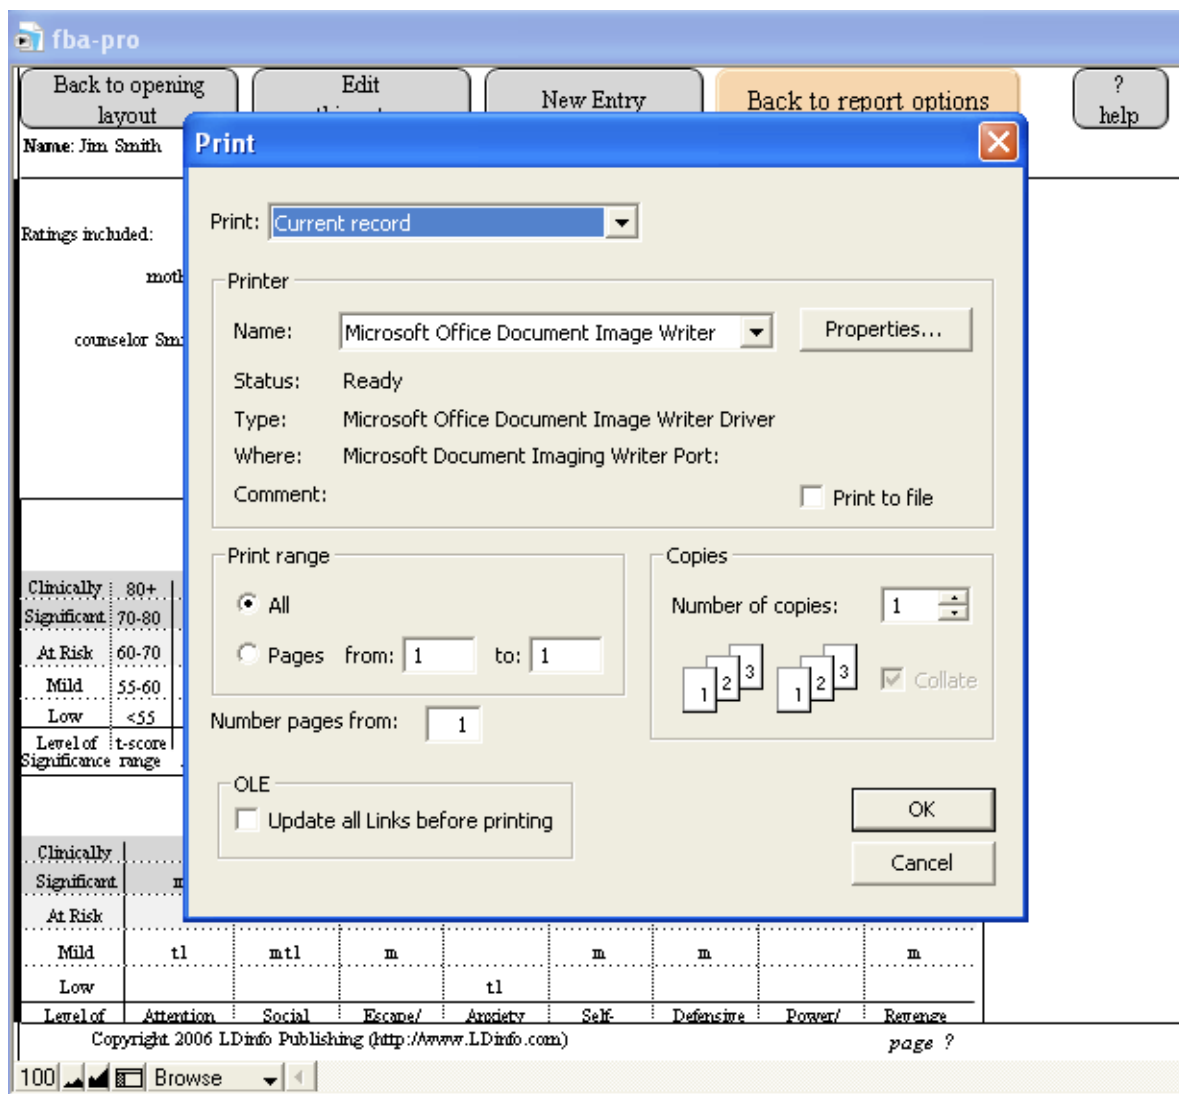 fba-pro
Back to opening
layout
Edit
New Entry
Back to report options
?
help
Name: Jim Smith
Print
Print: Current record
Ratings included:
Printer
Name: Microsoft Office Document Image Writer Properties...
counselor
Status: Ready
Type: Microsoft Office Document Image Writer Driver
Where: Microsoft Document Imaging Writer Port:
Comment:
Print to file
Print range
All
Pages from: 1 to: 1
Number pages from: 1
Copies
Number of copies: 1
1 2 3 1 2 3
Collate
OLE
Update all Links before printing
OK
Cancel
Clinically 80+
Significant 70-80
At Risk 60-70
Mild 55-60
Low <55
Level of t-score
Significance range
Clinically
Significant
At Risk
Mild tl mtl m m m m
Low tl
Level of Attention Social Escape/ Anxiety Self- Defensive Power/ Revenge
Copyright 2006 LDinfo Publishing (http://www.LDinfo.com)
page ?
100 Browse